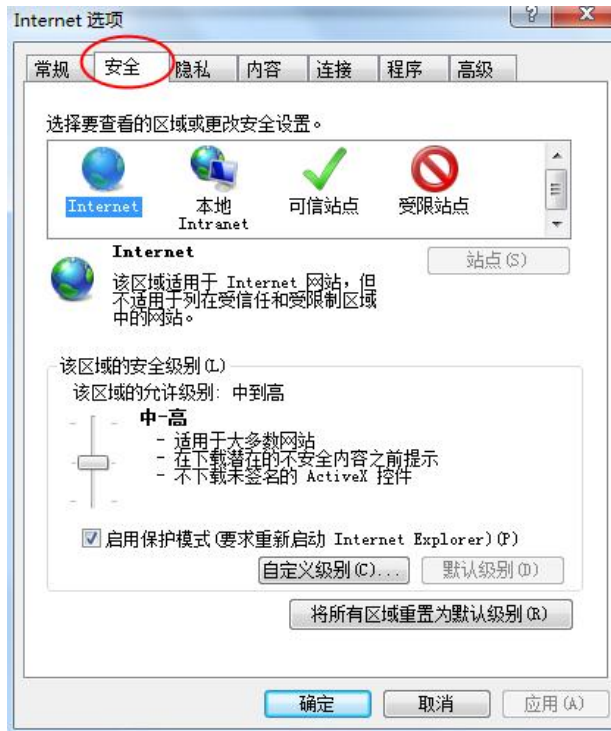 Internet 选项
常规 安全 隐私 内容 连接 程序 高级
选择要查看的区域或更改安全设置。
Internet 本地 可信站点 受限站点
Intranet
Internet
站点(S)
该区域适用于 Internet 网站，但
不适用于列在受信任和受限制区域
中的网站。
该区域的安全级别(L)
该区域的允许级别: 中到高
中-高
- 适用于大多数网站
- 在下载潜在的不安全内容之前提示
- 不下载未签名的 ActiveX 控件
启用保护模式(要求重新启动 Internet Explorer)(P)
自定义级别(C)... 默认级别(D)
将所有区域重置为默认级别(R)
确定 取消 应用(A)